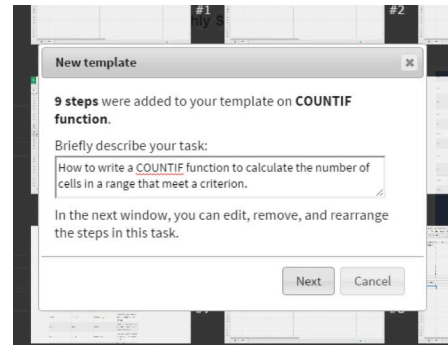 #1
#2
New template
9 steps were added to your template on COUNTIF
function.
Briefly describe your task:
How to write a COUNTIF function to calculate the number of
cells in a range that meet a criterion.
In the next window, you can edit, remove, and rearrange
the steps in this task.
Next Cancel